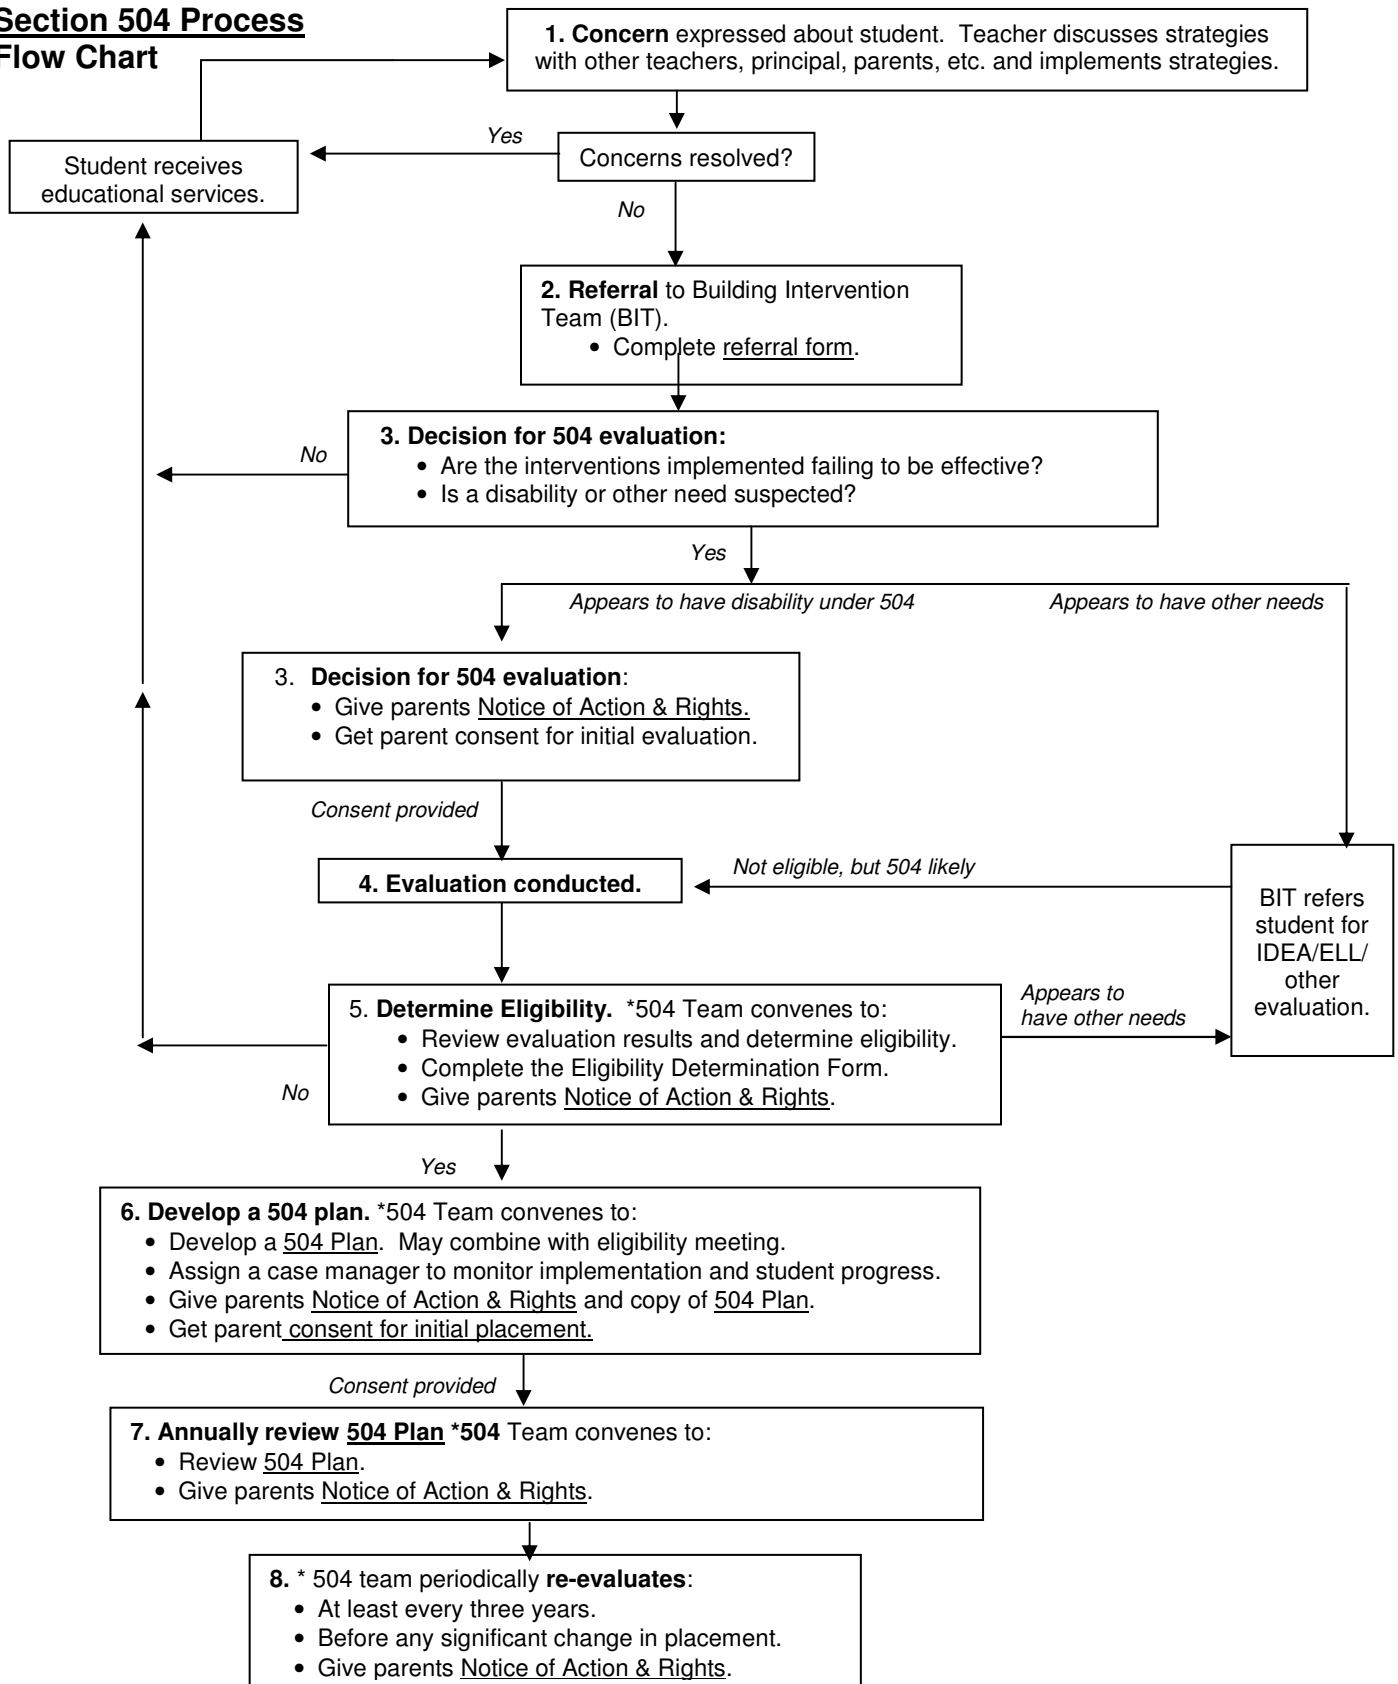 Section 504 Process
Flow Chart
1. Concern expressed about student. Teacher discusses strategies
with other teachers, principal, parents, etc. and implements strategies.
Yes
Concerns resolved?
Student receives
educational services.
No
2. Referral to Building Intervention
Team (BIT).
• Complete referral form.
3. Decision for 504 evaluation:
• Are the interventions implemented failing to be effective?
• Is a disability or other need suspected?
No
Yes
Appears to have disability under 504
Appears to have other needs
3. Decision for 504 evaluation:
• Give parents Notice of Action & Rights.
• Get parent consent for initial evaluation.
Consent provided
4. Evaluation conducted.
Not eligible, but 504 likely
BIT refers
student for
IDEA/ELL/
other
evaluation.
5. Determine Eligibility. *504 Team convenes to:
• Review evaluation results and determine eligibility.
• Complete the Eligibility Determination Form.
• Give parents Notice of Action & Rights.
Appears to
have other needs
No
Yes
6. Develop a 504 plan. *504 Team convenes to:
• Develop a 504 Plan. May combine with eligibility meeting.
• Assign a case manager to monitor implementation and student progress.
• Give parents Notice of Action & Rights and copy of 504 Plan.
• Get parent consent for initial placement.
Consent provided
7. Annually review 504 Plan *504 Team convenes to:
• Review 504 Plan.
• Give parents Notice of Action & Rights.
8. * 504 team periodically re-evaluates:
• At least every three years.
• Before any significant change in placement.
• Give parents Notice of Action & Rights.